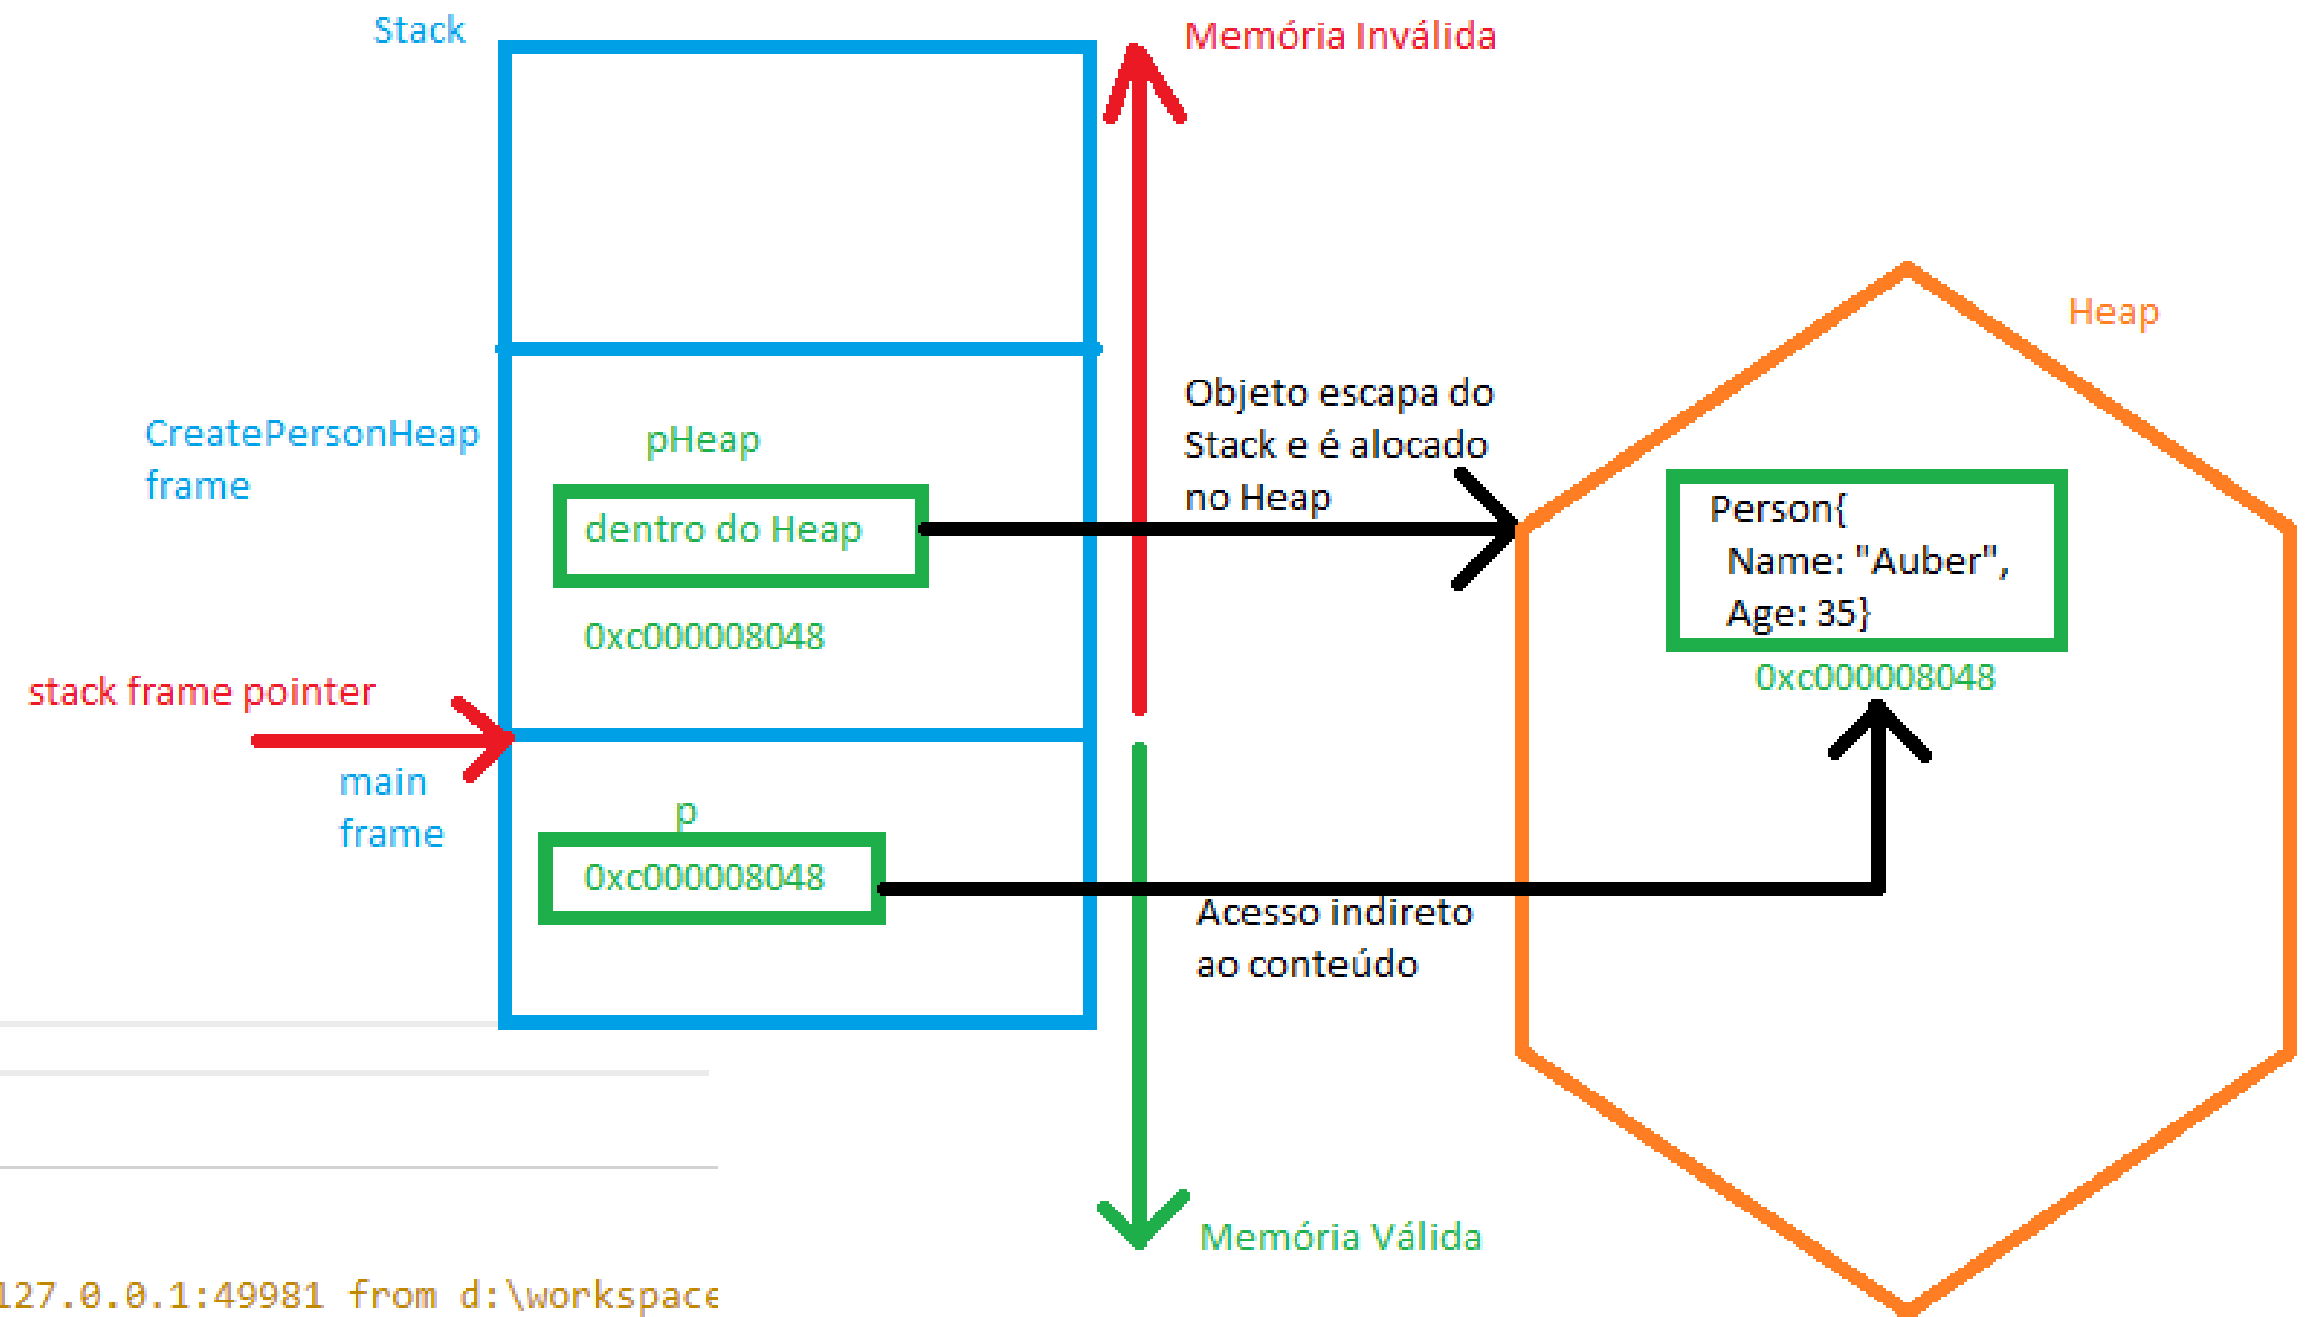 Stack
Memória Inválida
Heap
CreatePersonHeap
frame
pHeap
dentro do Heap
0xc000008048
Objeto escapa do
Stack e é alocado
no Heap
Person{
Name: "Auber",
Age: 35}
0xc000008048
stack frame pointer
main
frame
p
0xc000008048
Acesso indireto
ao conteúdo
Memória Válida
127.0.0.1:49981 from d:\workspace